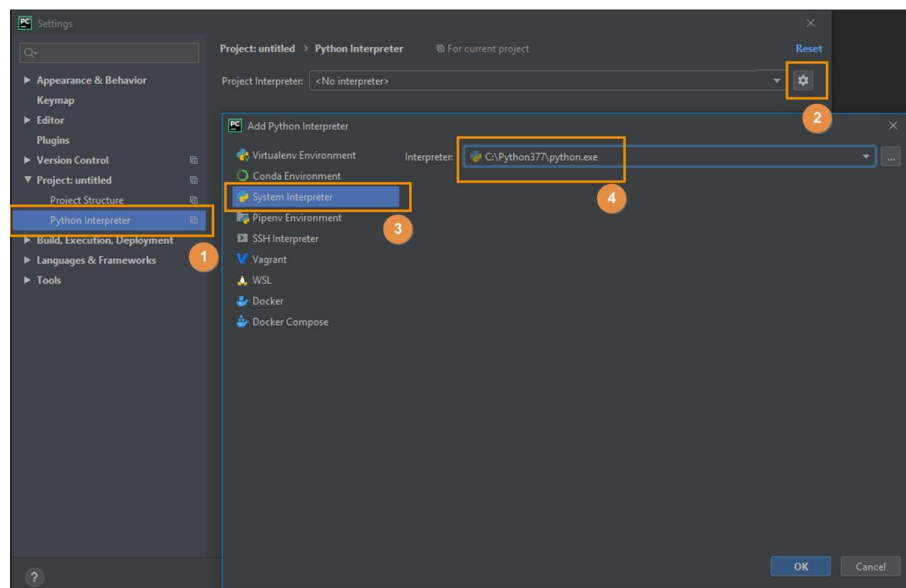 PC Settings
Project: untitled › Python Interpreter
For current project
Reset
Project Interpreter: <No interpreter>
2
Appearance & Behavior
Keymap
Editor
Plugins
Version Control
Project: untitled
Project Structure
Python Interpreter
1
Build, Execution, Deployment
Languages & Frameworks
Tools
PC Add Python Interpreter
Virtualenv Environment
Conda Environment
System Interpreter
3
Pipenv Environment
SSH Interpreter
Vagrant
WSL
Docker
Docker Compose
Interpreter: C:\Python377\python.exe
...
4
?
OK
Cancel